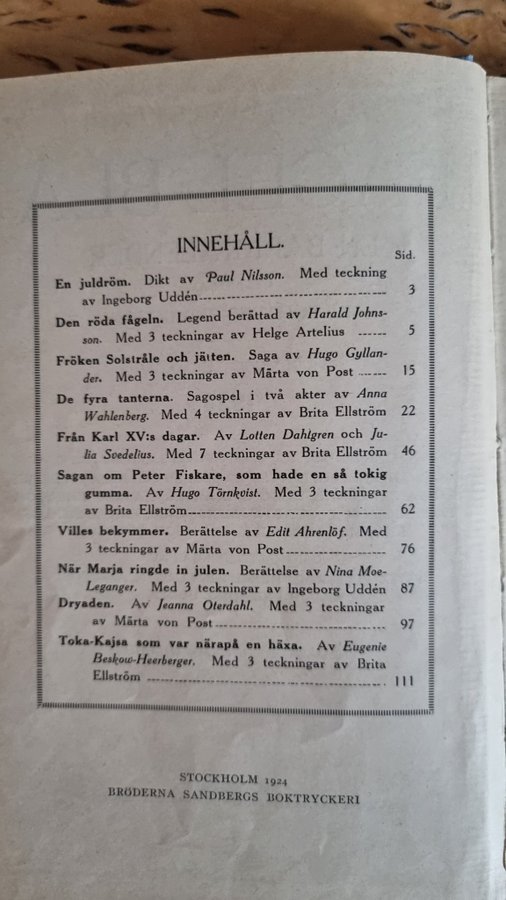 INNEHÅLL.
Sid.
En juldröm. Dikt av Paul Nilsson. Med teckning
av Ingeborg Uddén 3
Den röda fågeln. Legend berättad av Harald Johns-
son. Med 3 teckningar av Helge Artelius 5
Fröken Solstråle och jätten. Saga av Hugo Gyllan-
der. Med 3 teckningar av Märta von Post 15
De fyra tanterna. Sagospel i två akter av Anna
Wahlenberg. Med 4 teckningar av Brita Ellström 22
Från Karl XV:s dagar. Av Lotten Dahlgren och Ju-
lia Svedelius. Med 7 teckningar av Brita Ellström 46
Sagan om Peter Fiskare, som hade en så tokig
gumma. Av Hugo Törnkvist. Med 3 teckningar
av Brita Ellström 62
Villes bekymmer. Berättelse av Edit Ahrenlöf. Med
3 teckningar av Märta von Post 76
När Marja ringde in julen. Berättelse av Nina Moe-
Leganger. Med 3 teckningar av Ingeborg Uddén 87
Dryaden. Av Jeanna Oterdahl. Med 3 teckningar
av Märta von Post 97
Toka-Kajsa som var närapå en häxa. Av Eugenie
Beskow-Heerberger. Med 3 teckningar av Brita
Ellström 111
STOCKHOLM 1924
BRÖDERNA SANDBERGS BOKTRYCKERI